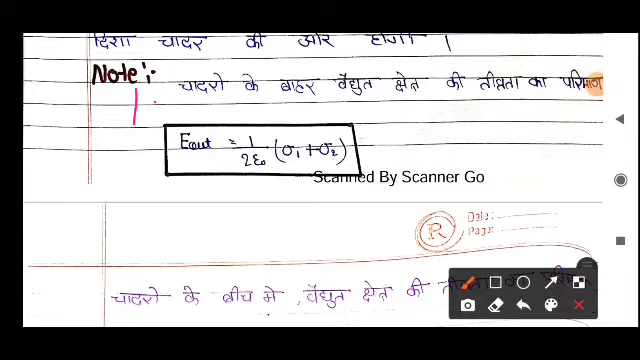 दिशा चादर की ओर होगी ।
Note :- चादरो के बाहर वैद्युत क्षेत्र की तीव्रता का परिमाण
Eout = 1/2ε₀ (σ1 + σ2)
Scanned By Scanner Go
R
Date:
Page:
चादरो के बीच मे , वैद्युत क्षेत्र की